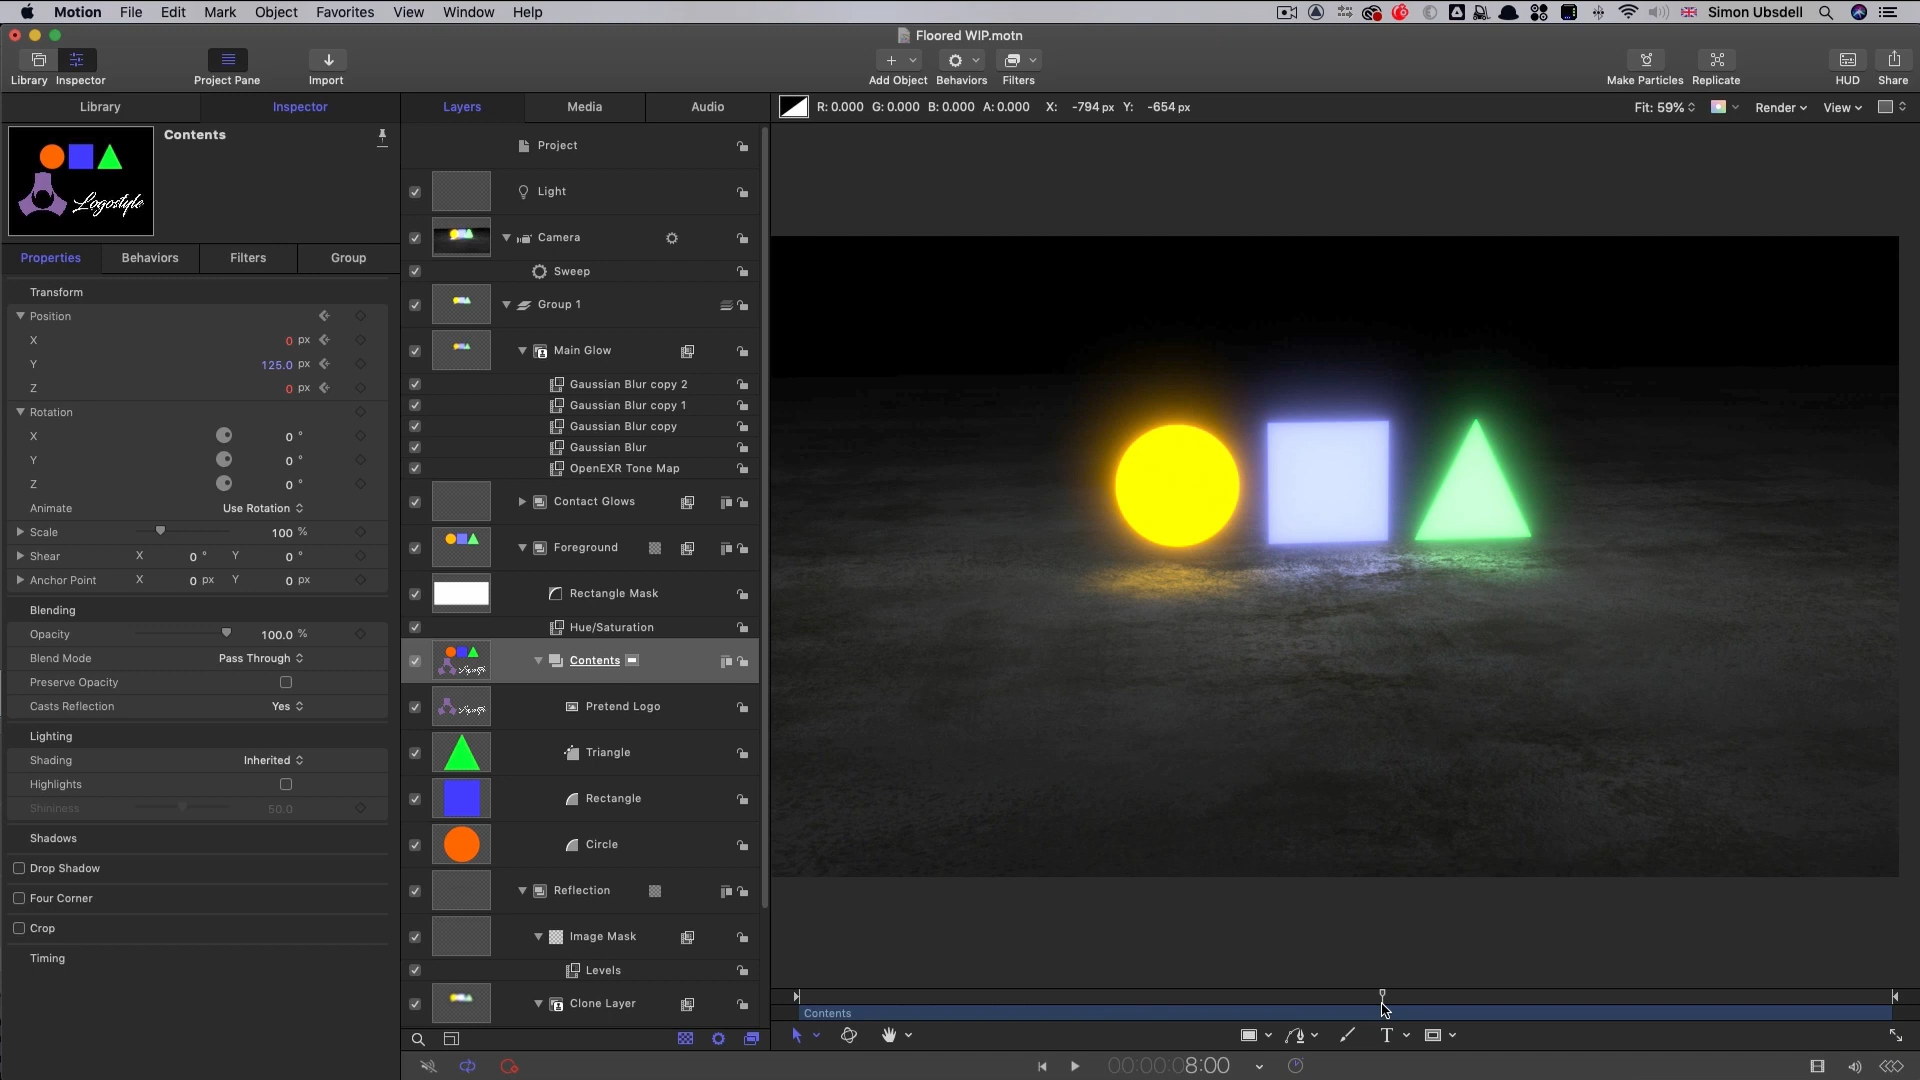 Motion File Edit Mark Object Favorites View Window Help Simon Ubsdell
Floored WIP.motn
Library Inspector Project Pane Import Add Object Behaviors Filters Make Particles Replicate HUD Share
Library Inspector Layers Media Audio R: 0.000 G: 0.000 B: 0.000 A: 0.000 X: -794 px Y: -654 px Fit: 59% Render View
Contents
Logostyle
Properties Behaviors Filters Group
Transform
Position
X 0 px
Y 125.0 px
Z 0 px
Rotation
X 0 °
Y 0 °
Z 0 °
Animate Use Rotation
Scale 100 %
Shear X 0 ° Y 0 °
Anchor Point X 0 px Y 0 px
Blending
Opacity 100.0 %
Blend Mode Pass Through
Preserve Opacity
Casts Reflection Yes
Lighting
Shading Inherited
Highlights
Shininess 50.0
Shadows
Drop Shadow
Four Corner
Crop
Timing
Project
Light
Camera
Sweep
Group 1
Main Glow
Gaussian Blur copy 2
Gaussian Blur copy 1
Gaussian Blur copy
Gaussian Blur
OpenEXR Tone Map
Contact Glows
Foreground
Rectangle Mask
Hue/Saturation
Contents
Pretend Logo
Triangle
Rectangle
Circle
Reflection
Image Mask
Levels
Clone Layer
Contents
T
00:00:08:00